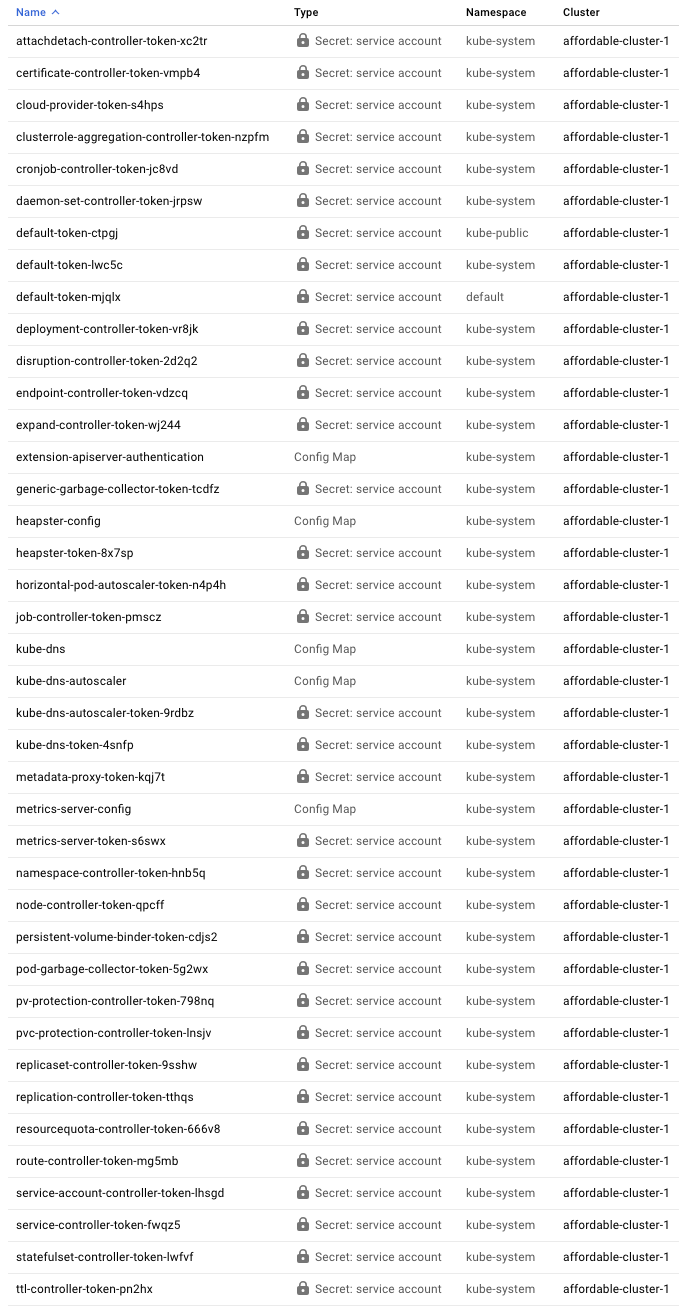 Name Type Namespace Cluster
attachdetach-controller-token-xc2tr Secret: service account kube-system affordable-cluster-1
certificate-controller-token-vmpb4 Secret: service account kube-system affordable-cluster-1
cloud-provider-token-s4hps Secret: service account kube-system affordable-cluster-1
clusterrole-aggregation-controller-token-nzpfm Secret: service account kube-system affordable-cluster-1
cronjob-controller-token-jc8vd Secret: service account kube-system affordable-cluster-1
daemon-set-controller-token-jrpsw Secret: service account kube-system affordable-cluster-1
default-token-ctpgj Secret: service account kube-public affordable-cluster-1
default-token-lwc5c Secret: service account kube-system affordable-cluster-1
default-token-mjqlx Secret: service account default affordable-cluster-1
deployment-controller-token-vr8jk Secret: service account kube-system affordable-cluster-1
disruption-controller-token-2d2q2 Secret: service account kube-system affordable-cluster-1
endpoint-controller-token-vdzcq Secret: service account kube-system affordable-cluster-1
expand-controller-token-wj244 Secret: service account kube-system affordable-cluster-1
extension-apiserver-authentication Config Map kube-system affordable-cluster-1
generic-garbage-collector-token-tcdfz Secret: service account kube-system affordable-cluster-1
heapster-config Config Map kube-system affordable-cluster-1
heapster-token-8x7sp Secret: service account kube-system affordable-cluster-1
horizontal-pod-autoscaler-token-n4p4h Secret: service account kube-system affordable-cluster-1
job-controller-token-pmscz Secret: service account kube-system affordable-cluster-1
kube-dns Config Map kube-system affordable-cluster-1
kube-dns-autoscaler Config Map kube-system affordable-cluster-1
kube-dns-autoscaler-token-9rdbz Secret: service account kube-system affordable-cluster-1
kube-dns-token-4snfp Secret: service account kube-system affordable-cluster-1
metadata-proxy-token-kqj7t Secret: service account kube-system affordable-cluster-1
metrics-server-config Config Map kube-system affordable-cluster-1
metrics-server-token-s6swx Secret: service account kube-system affordable-cluster-1
namespace-controller-token-hnb5q Secret: service account kube-system affordable-cluster-1
node-controller-token-qpcff Secret: service account kube-system affordable-cluster-1
persistent-volume-binder-token-cdjs2 Secret: service account kube-system affordable-cluster-1
pod-garbage-collector-token-5g2wx Secret: service account kube-system affordable-cluster-1
pv-protection-controller-token-798nq Secret: service account kube-system affordable-cluster-1
pvc-protection-controller-token-lnsjv Secret: service account kube-system affordable-cluster-1
replicaset-controller-token-9sshw Secret: service account kube-system affordable-cluster-1
replication-controller-token-tthqs Secret: service account kube-system affordable-cluster-1
resourcequota-controller-token-666v8 Secret: service account kube-system affordable-cluster-1
route-controller-token-mg5mb Secret: service account kube-system affordable-cluster-1
service-account-controller-token-lhsgd Secret: service account kube-system affordable-cluster-1
service-controller-token-fwqz5 Secret: service account kube-system affordable-cluster-1
statefulset-controller-token-lwfvf Secret: service account kube-system affordable-cluster-1
ttl-controller-token-pn2hx Secret: service account kube-system affordable-cluster-1